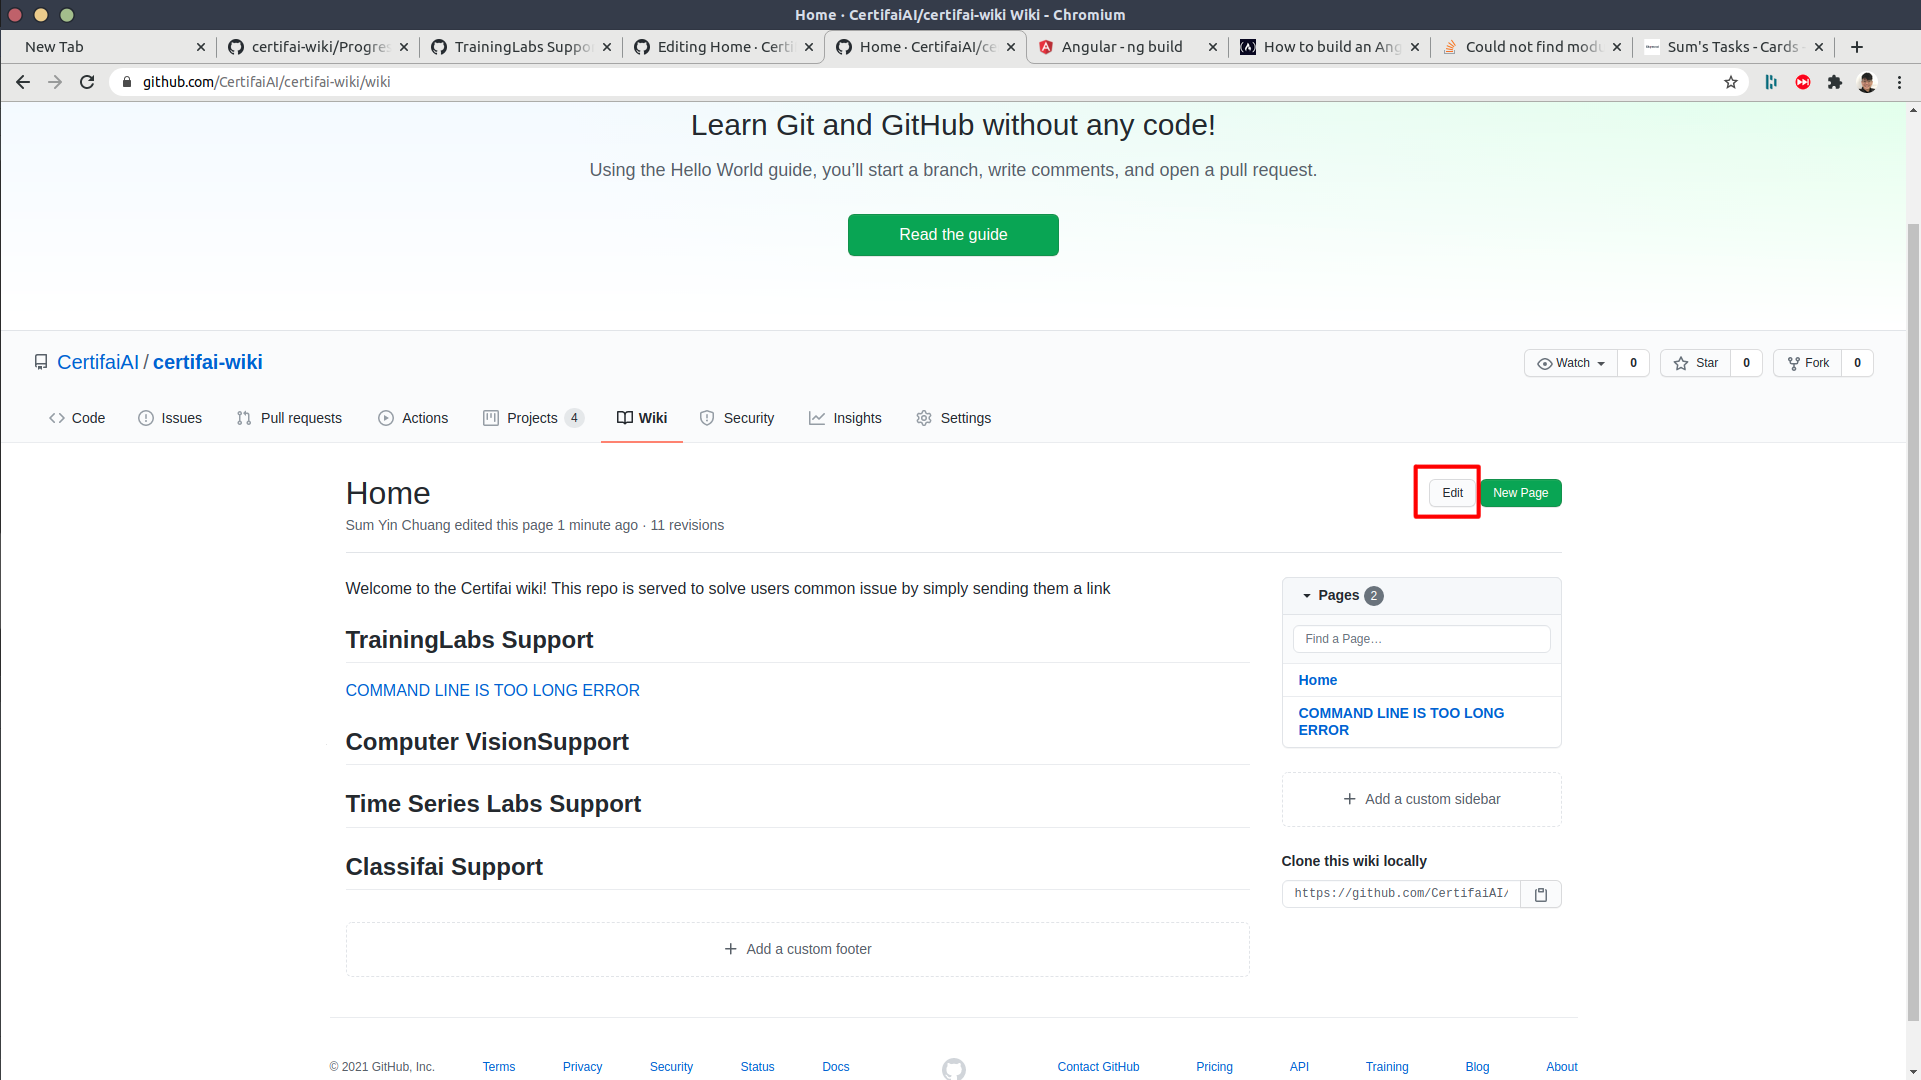 Home · CertifaiAI/certifai-wiki Wiki - Chromium
New Tab
certifai-wiki/Progres
TrainingLabs Suppo
Editing Home · Certi
Home · CertifaiAI/ce
Angular - ng build
How to build an Ang
Could not find modu
Sum's Tasks - Cards -
github.com/CertifaiAI/certifai-wiki/wiki
Learn Git and GitHub without any code!
Using the Hello World guide, you’ll start a branch, write comments, and open a pull request.
Read the guide
CertifaiAI / certifai-wiki
Watch 0 Star 0 Fork 0
Code Issues Pull requests Actions Projects 4 Wiki Security Insights Settings
Home
Edit New Page
Sum Yin Chuang edited this page 1 minute ago · 11 revisions
Welcome to the Certifai wiki! This repo is served to solve users common issue by simply sending them a link
TrainingLabs Support
COMMAND LINE IS TOO LONG ERROR
Computer VisionSupport
Time Series Labs Support
Classifai Support
Add a custom footer
Pages 2
Find a Page…
Home
COMMAND LINE IS TOO LONG
ERROR
Add a custom sidebar
Clone this wiki locally
https://github.com/CertifaiAI/
© 2021 GitHub, Inc. Terms Privacy Security Status Docs Contact GitHub Pricing API Training Blog About